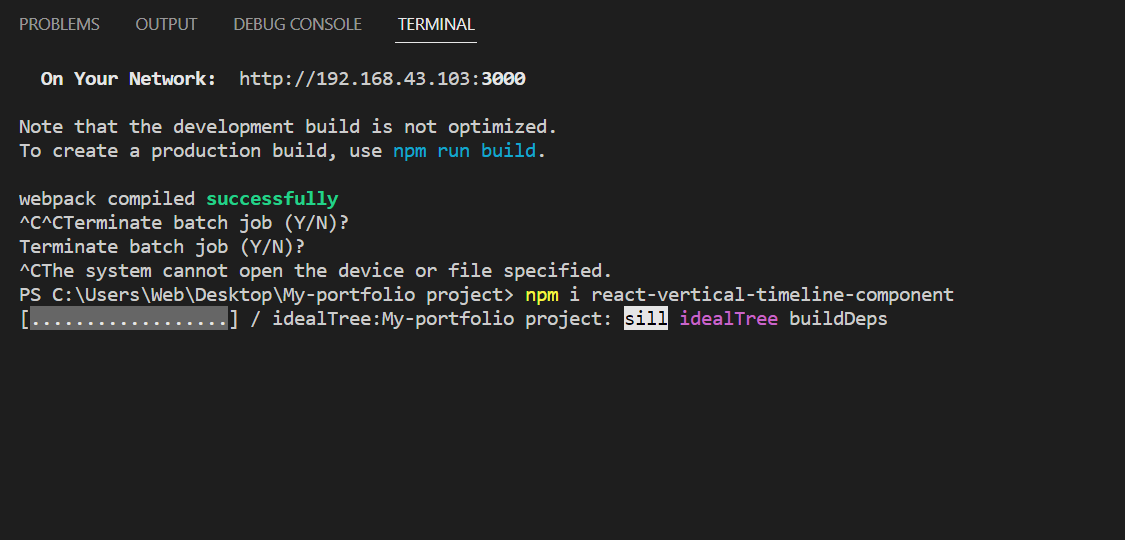 PROBLEMS OUTPUT DEBUG CONSOLE TERMINAL
On Your Network: http://192.168.43.103:3000
Note that the development build is not optimized.
To create a production build, use npm run build.
webpack compiled successfully
^C^CTerminate batch job (Y/N)?
Terminate batch job (Y/N)?
^CThe system cannot open the device or file specified.
PS C:\Users\Web\Desktop\My-portfolio project> npm i react-vertical-timeline-component
[..................] / idealTree:My-portfolio project: sill idealTree buildDeps